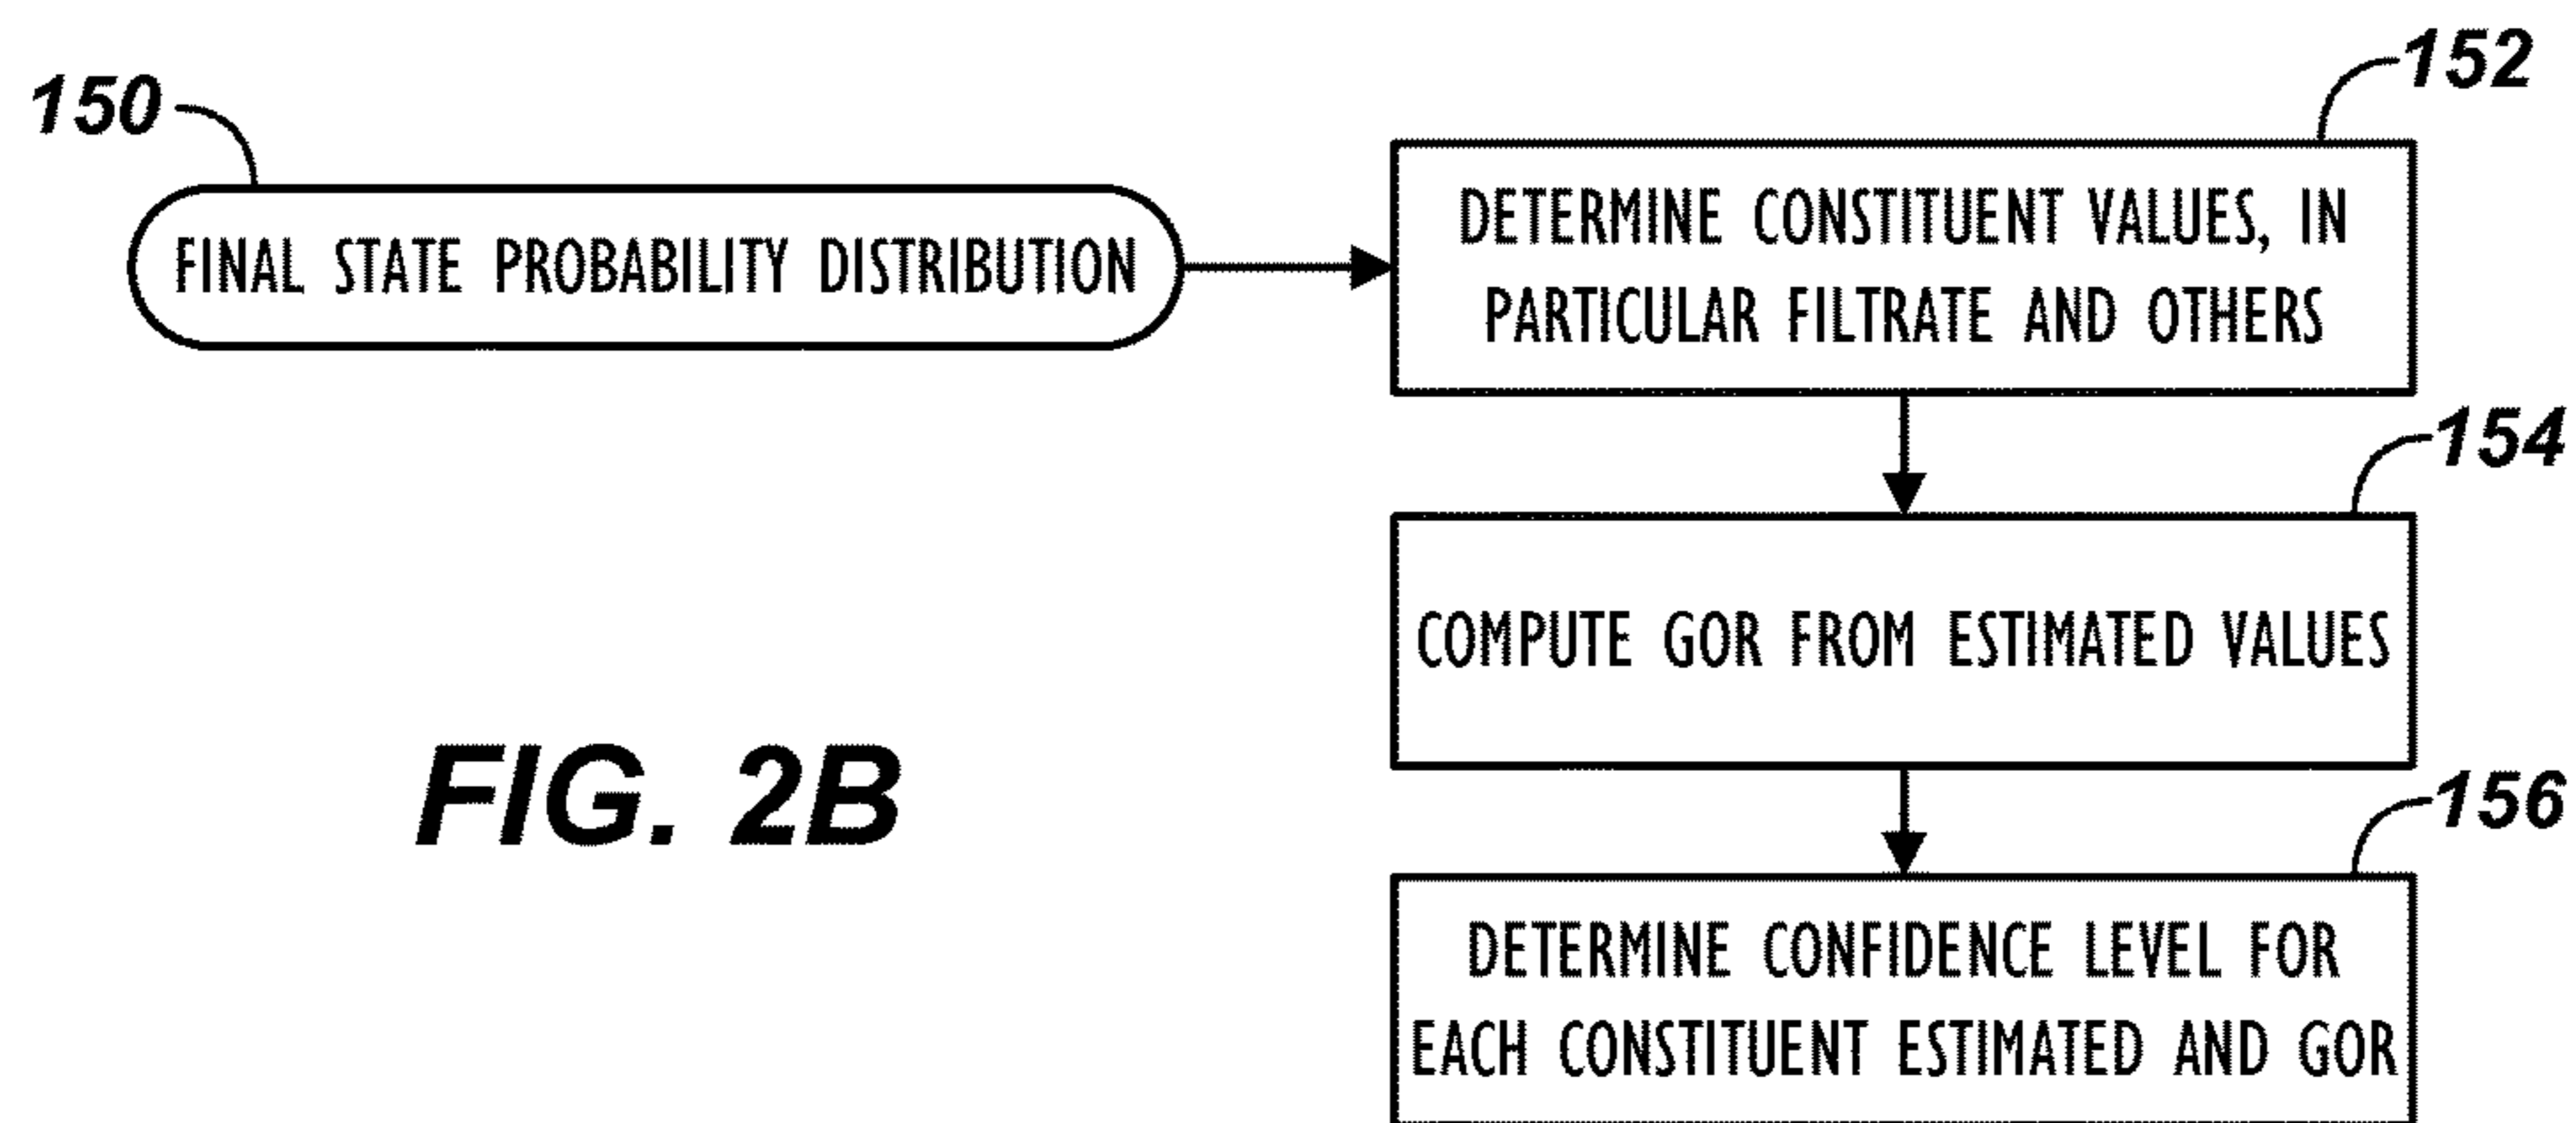 150
FINAL STATE PROBABILITY DISTRIBUTION
152
DETERMINE CONSTITUENT VALUES, IN
PARTICULAR FILTRATE AND OTHERS
154
COMPUTE GOR FROM ESTIMATED VALUES
156
DETERMINE CONFIDENCE LEVEL FOR
EACH CONSTITUENT ESTIMATED AND GOR
FIG. 2B